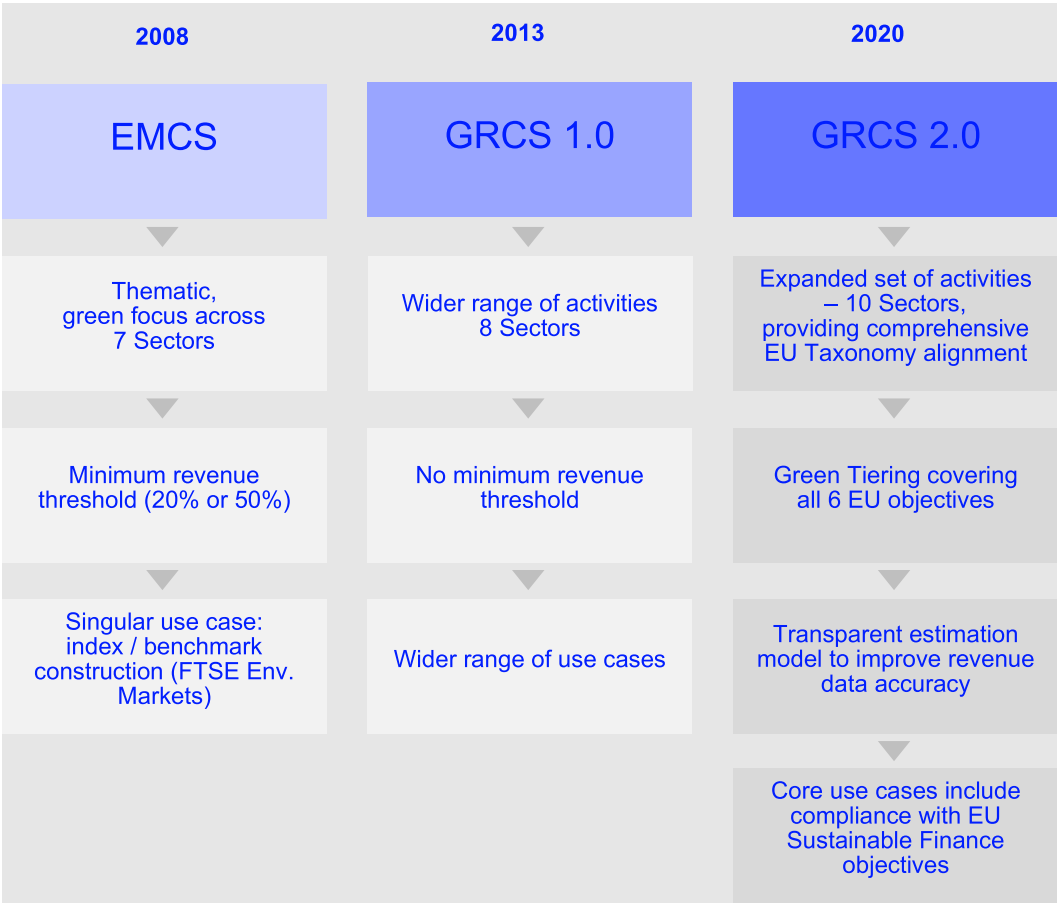 2008
EMCS
Thematic,
green focus across
7 Sectors
Minimum revenue
threshold (20% or 50%)
Singular use case:
index / benchmark
construction (FTSE Env.
Markets)
2013
GRCS 1.0
Wider range of activities
8 Sectors
No minimum revenue
threshold
Wider range of use cases
2020
GRCS 2.0
Expanded set of activities
– 10 Sectors,
providing comprehensive
EU Taxonomy alignment
Green Tiering covering
all 6 EU objectives
Transparent estimation
model to improve revenue
data accuracy
Core use cases include
compliance with EU
Sustainable Finance
objectives